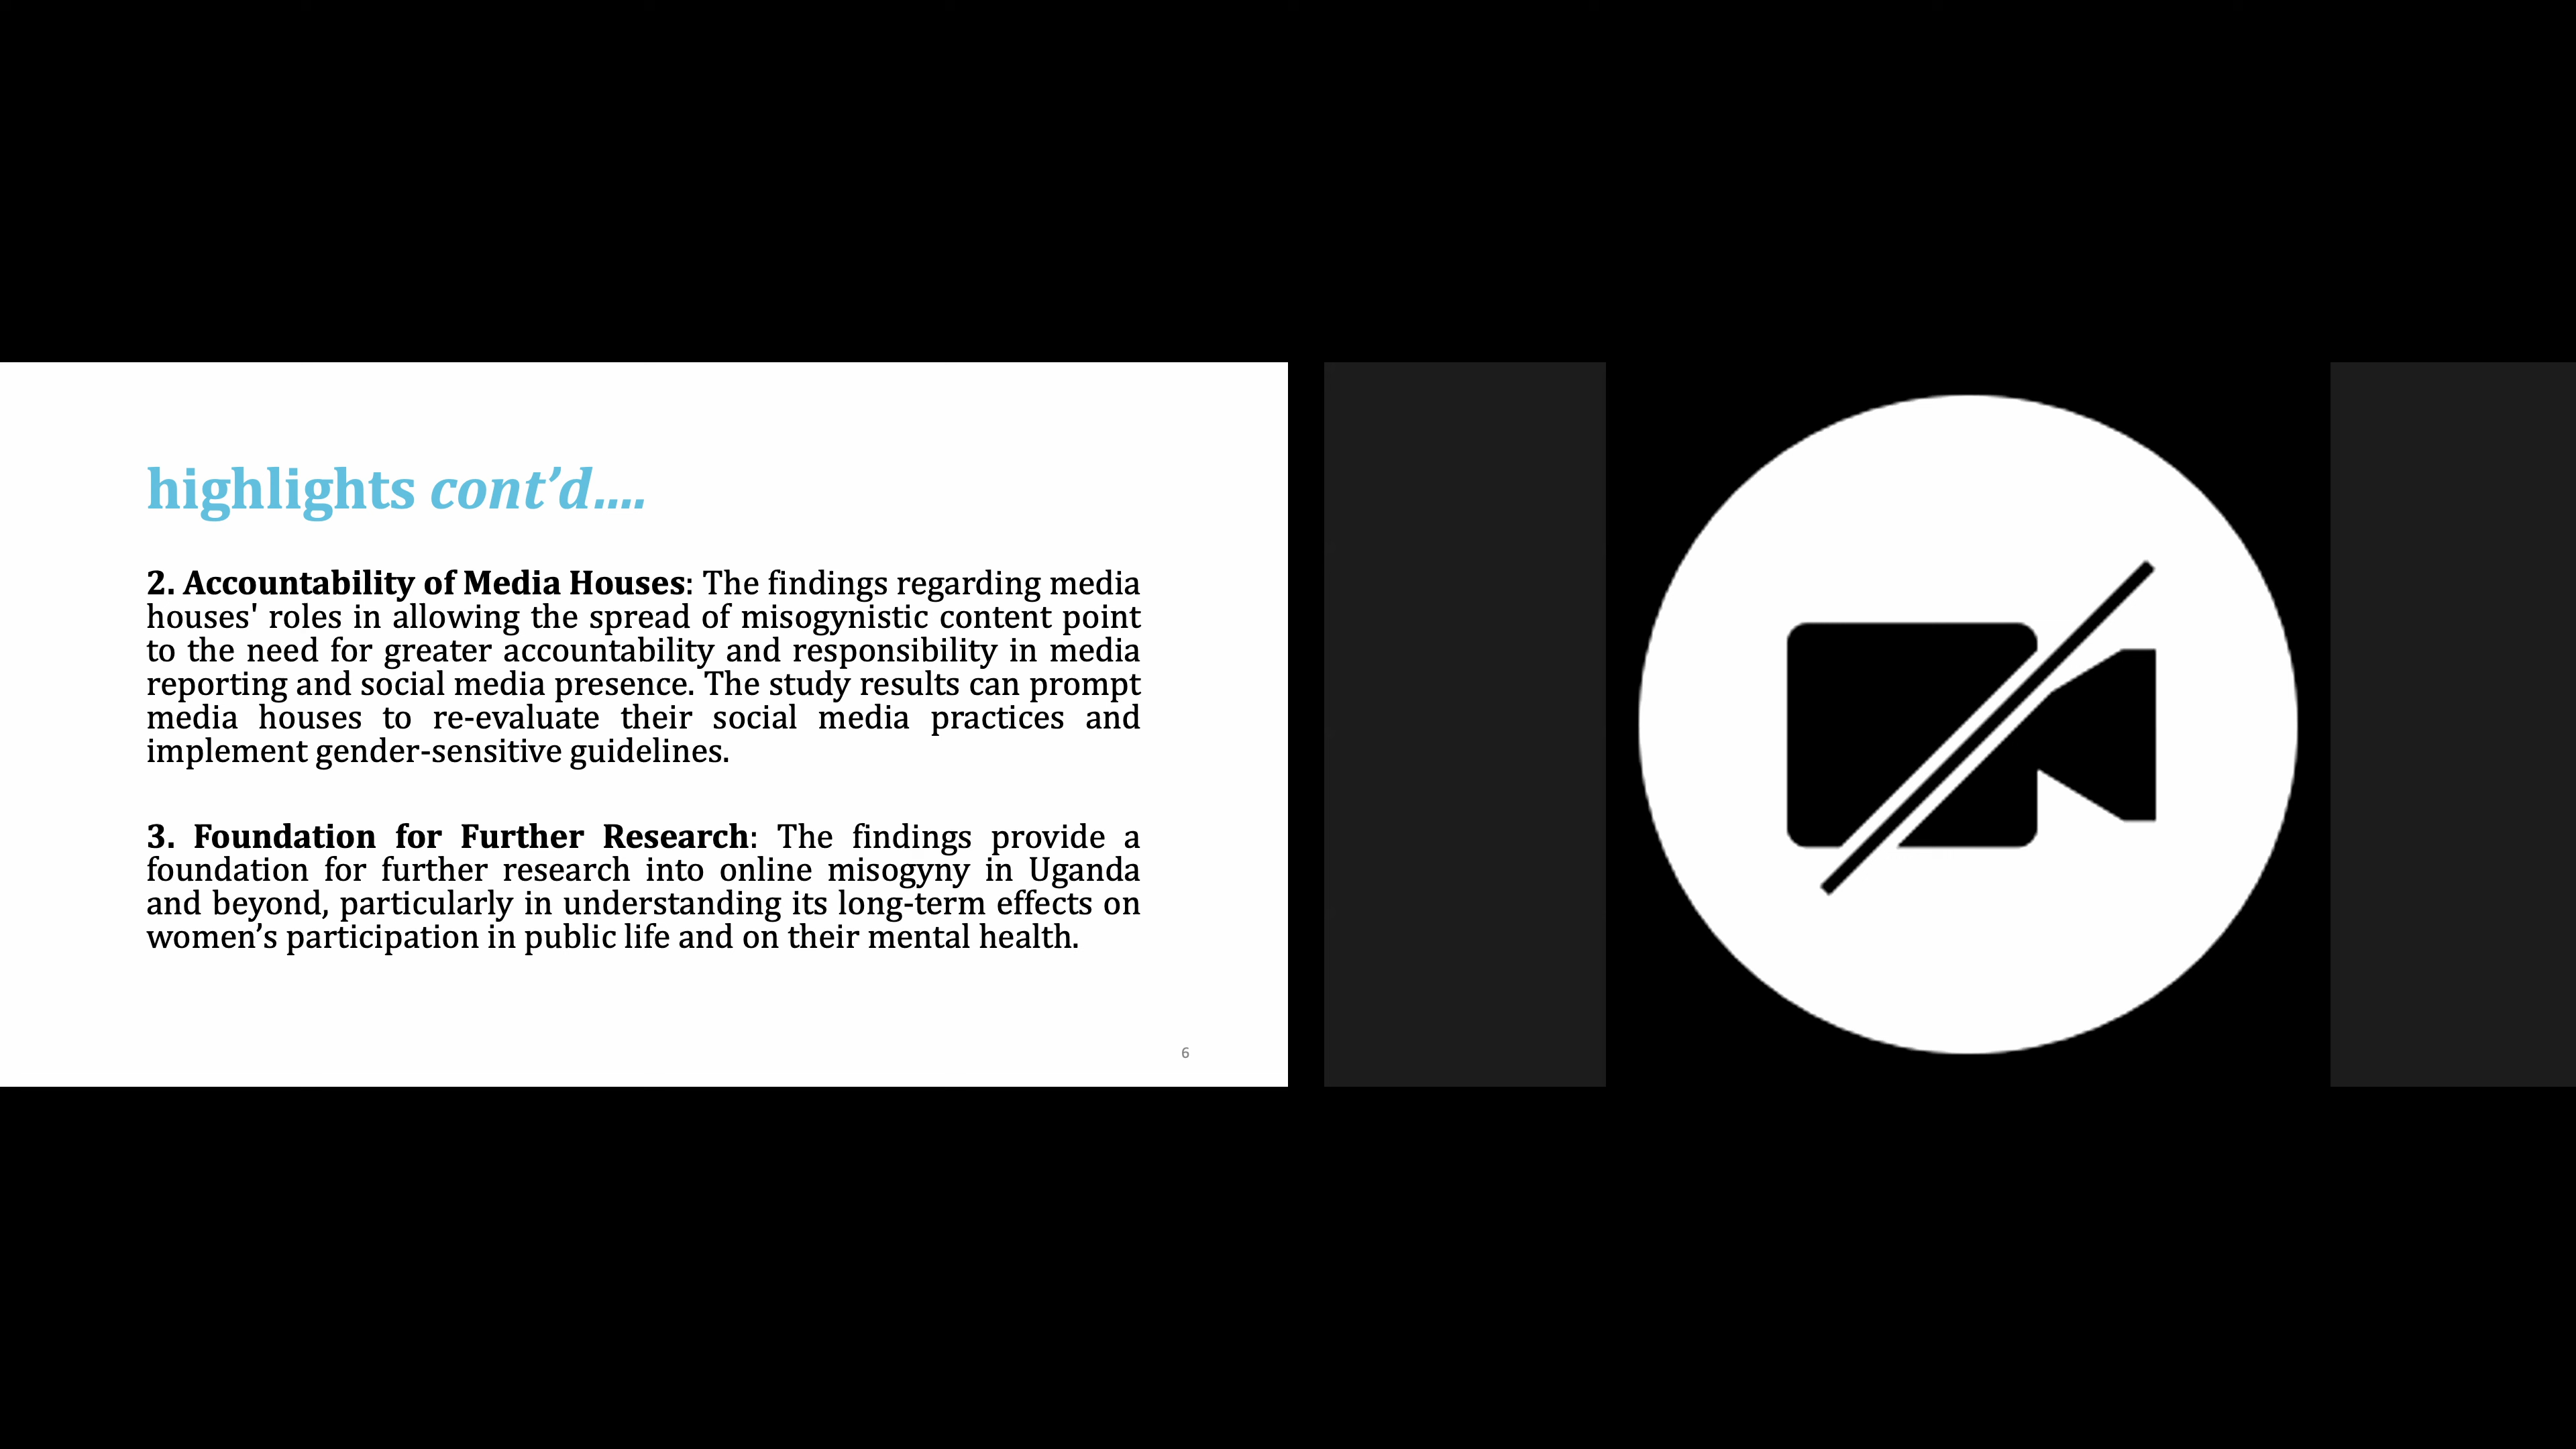 highlights cont’d....
2. Accountability of Media Houses: The findings regarding media
houses' roles in allowing the spread of misogynistic content point
to the need for greater accountability and responsibility in media
reporting and social media presence. The study results can prompt
media houses to re-evaluate their social media practices and
implement gender-sensitive guidelines.
3. Foundation for Further Research: The findings provide a
foundation for further research into online misogyny in Uganda
and beyond, particularly in understanding its long-term effects on
women’s participation in public life and on their mental health.
6